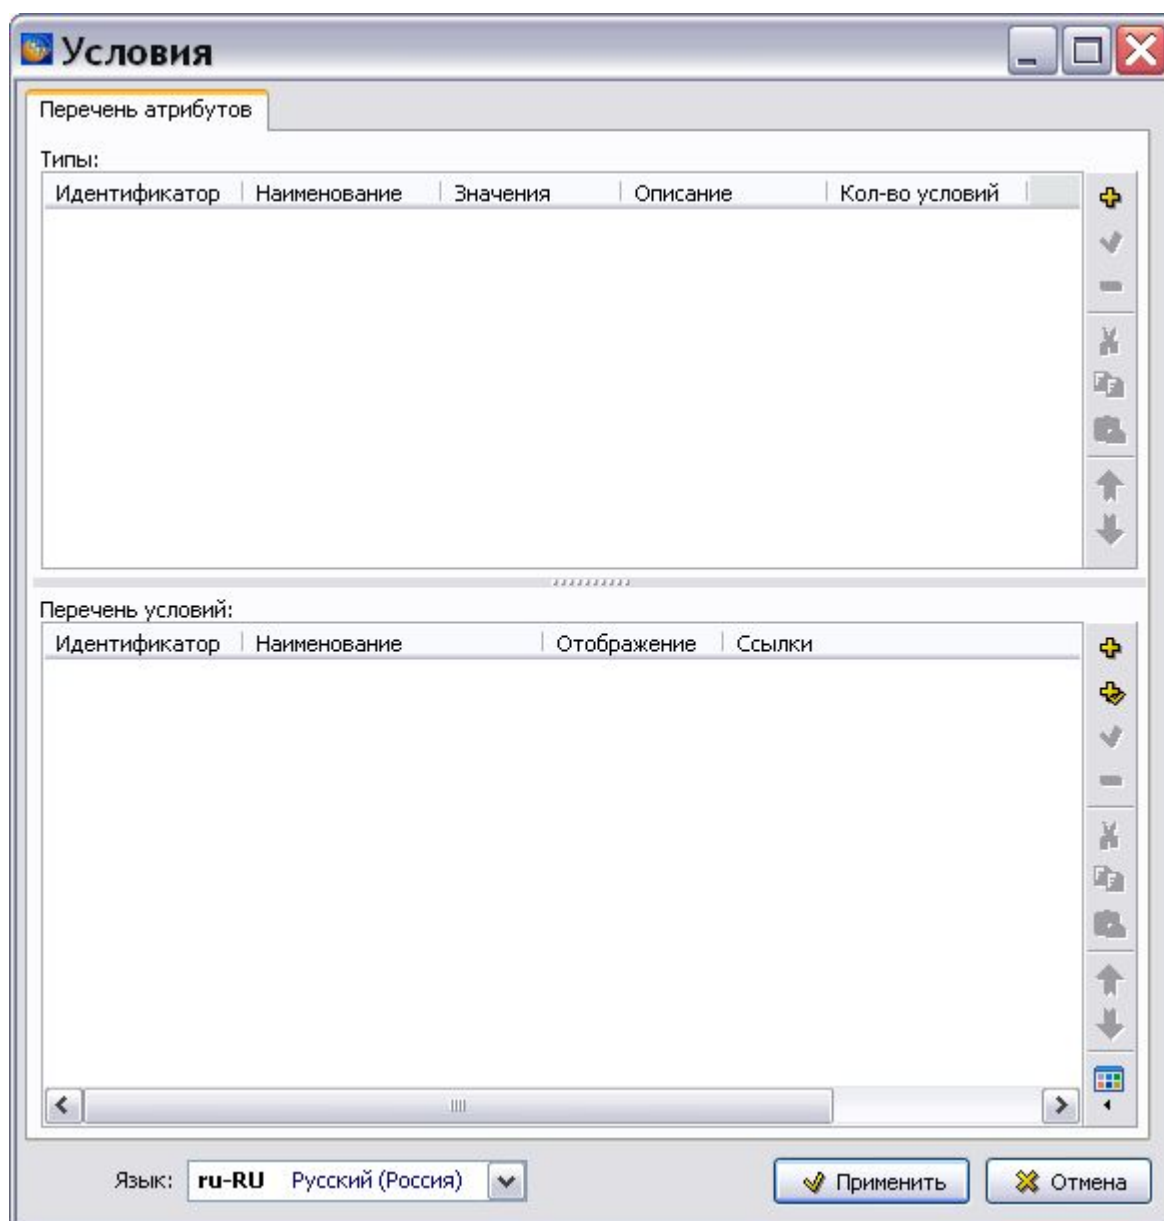 Условия
Перечень атрибутов
Типы:
Идентификатор Наименование Значения Описание Кол-во условий
Перечень условий:
Идентификатор Наименование Отображение Ссылки
Язык: ru-RU Русский (Россия) Применить Отмена